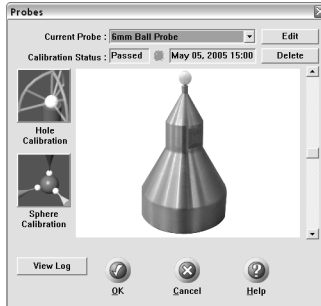 Probes
Current Probe : 6mm Ball Probe Edit
Calibration Status : Passed May 05, 2005 15:00 Delete
Hole
Calibration
Sphere
Calibration
View Log
OK Cancel Help